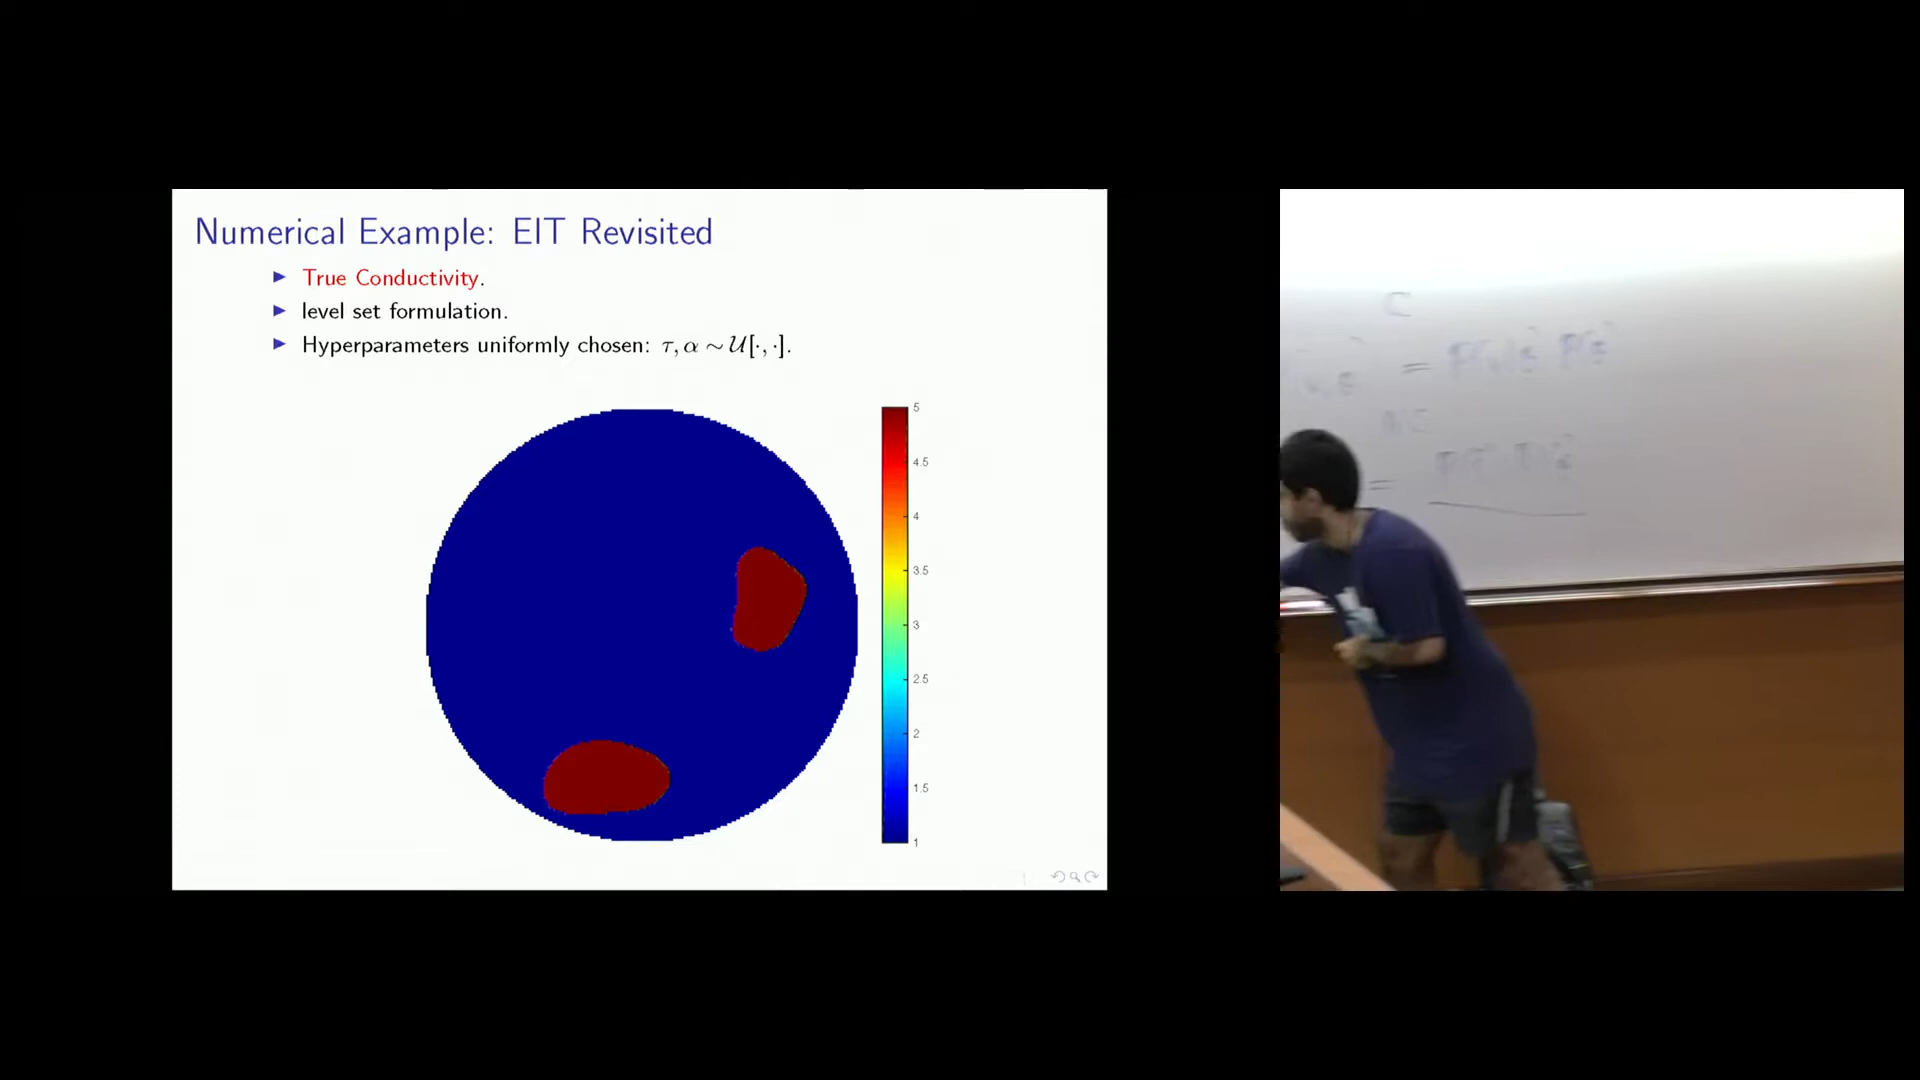 Numerical Example: EIT Revisited
▶ True Conductivity.
▶ level set formulation.
▶ Hyperparameters uniformly chosen: τ, α ∼ 𝒰[·, ·].
5
4.5
4
3.5
3
2.5
2
1.5
1